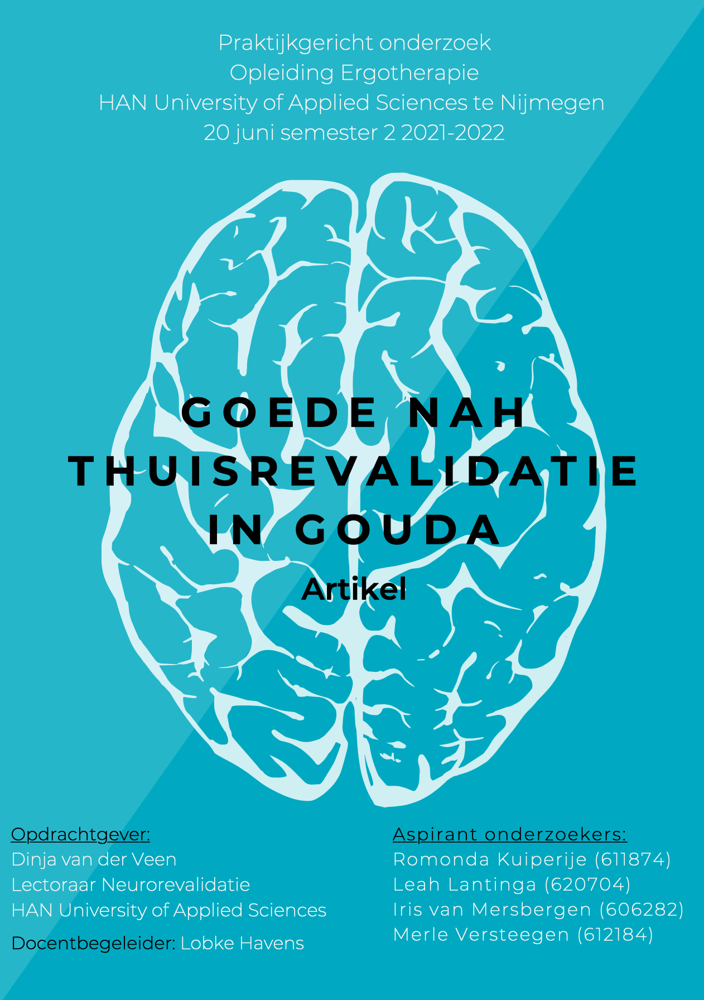 Praktijkgericht onderzoek
Opleiding Ergotherapie
HAN University of Applied Sciences te Nijmegen
20 juni semester 2 2021-2022
GOEDE NAH
THUISREVALIDATIE
IN GOUDA
Artikel
Opdrachtgever:
Dinja van der Veen
Lectoraar Neurorevalidatie
HAN University of Applied Sciences
Docentbegeleider: Lobke Havens
Aspirant onderzoekers:
Romonda Kuiperije (611874)
Leah Lantinga (620704)
Iris van Mersbergen (606282)
Merle Versteegen (612184)